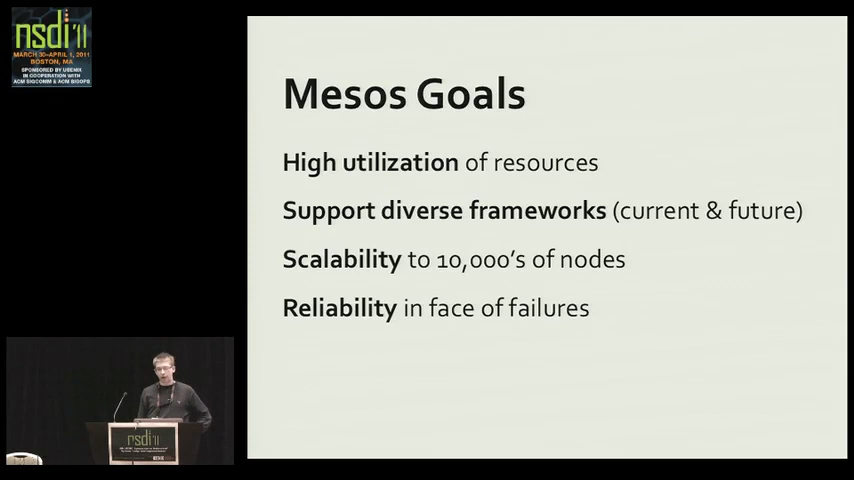 nsdi'11
MARCH 30–APRIL 1, 2011
BOSTON, MA
SPONSORED BY USENIX
IN COOPERATION WITH
ACM SIGCOMM & ACM SIGOPS
Mesos Goals
High utilization of resources
Support diverse frameworks (current & future)
Scalability to 10,000's of nodes
Reliability in face of failures
nsdi'11